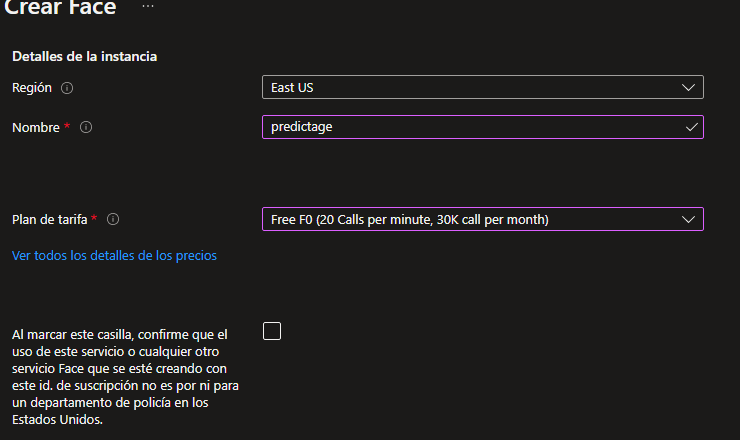 Crear Face ...
Detalles de la instancia
Región
East US
Nombre *
predictage
Plan de tarifa *
Free F0 (20 Calls per minute, 30K call per month)
Ver todos los detalles de los precios
Al marcar este casilla, confirme que el
uso de este servicio o cualquier otro
servicio Face que se esté creando con
este id. de suscripción no es por ni para
un departamento de policía en los
Estados Unidos.